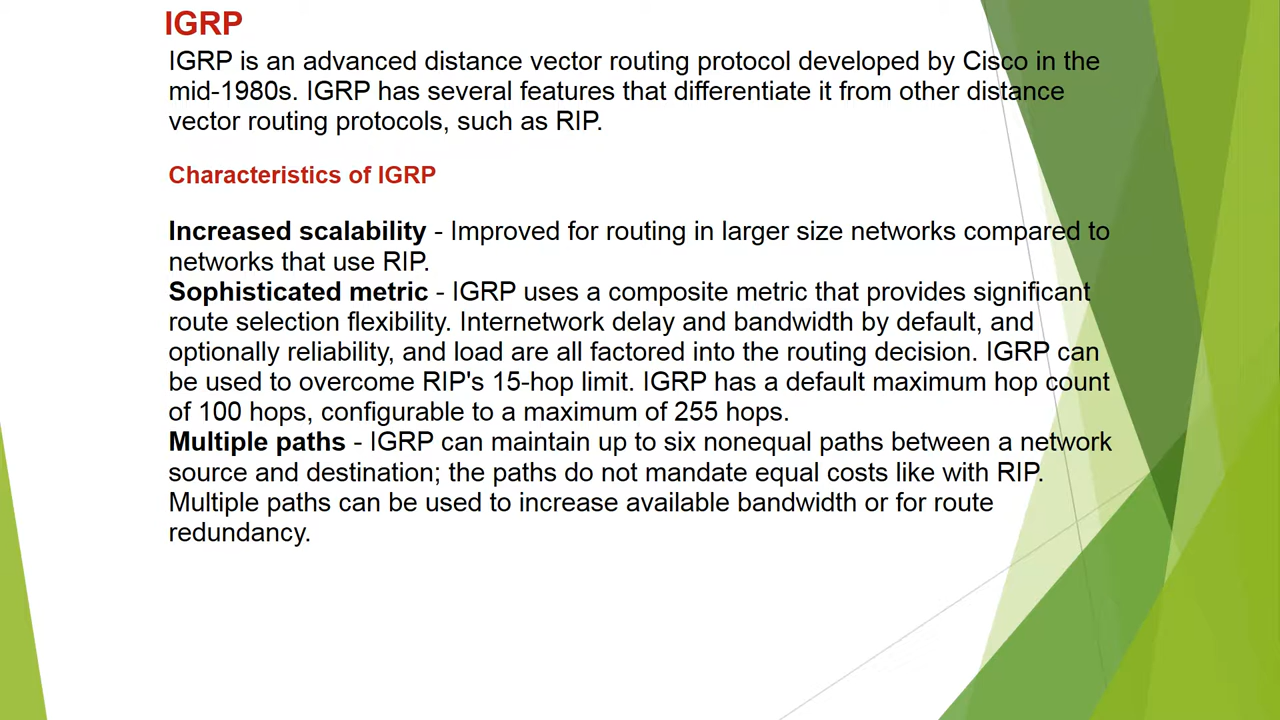 IGRP
IGRP is an advanced distance vector routing protocol developed by Cisco in the
mid-1980s. IGRP has several features that differentiate it from other distance
vector routing protocols, such as RIP.
Characteristics of IGRP
Increased scalability - Improved for routing in larger size networks compared to
networks that use RIP.
Sophisticated metric - IGRP uses a composite metric that provides significant
route selection flexibility. Internetwork delay and bandwidth by default, and
optionally reliability, and load are all factored into the routing decision. IGRP can
be used to overcome RIP's 15-hop limit. IGRP has a default maximum hop count
of 100 hops, configurable to a maximum of 255 hops.
Multiple paths - IGRP can maintain up to six nonequal paths between a network
source and destination; the paths do not mandate equal costs like with RIP.
Multiple paths can be used to increase available bandwidth or for route
redundancy.